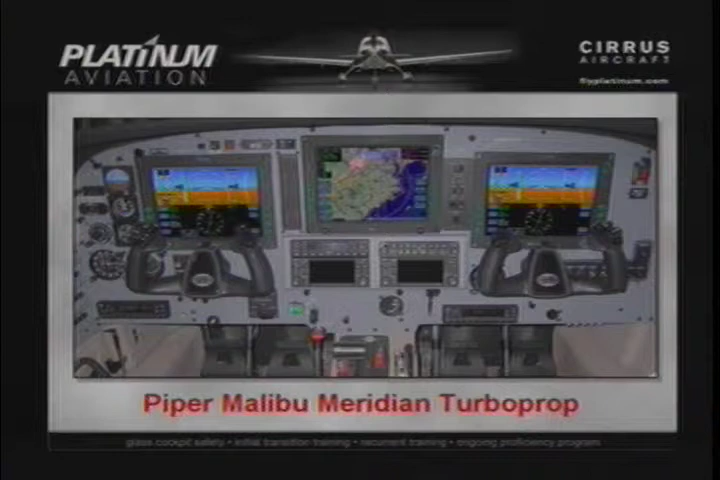 PLATINUM
AVIATION
CIRRUS
AIRCRAFT
flyplatinum.com
Piper Malibu Meridian Turboprop
glass cockpit safety • initial transition training • recurrent training • ongoing proficiency program